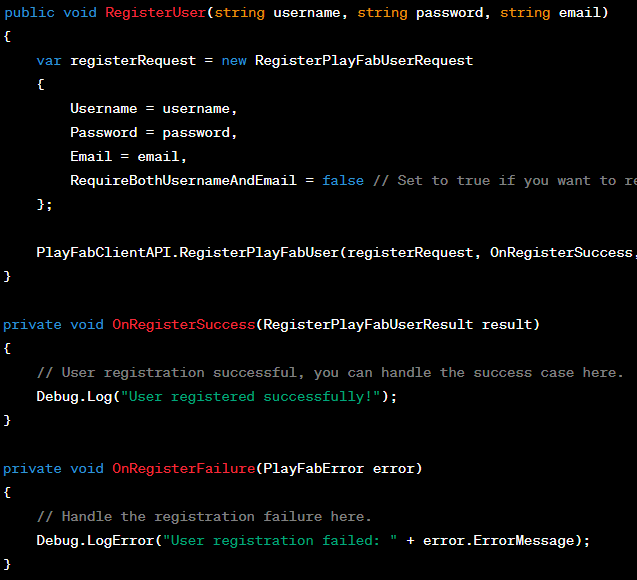 public void RegisterUser(string username, string password, string email)
{
    var registerRequest = new RegisterPlayFabUserRequest
    {
        Username = username,
        Password = password,
        Email = email,
        RequireBothUsernameAndEmail = false // Set to true if you want to re
    };

    PlayFabClientAPI.RegisterPlayFabUser(registerRequest, OnRegisterSuccess,
}

private void OnRegisterSuccess(RegisterPlayFabUserResult result)
{
    // User registration successful, you can handle the success case here.
    Debug.Log("User registered successfully!");
}

private void OnRegisterFailure(PlayFabError error)
{
    // Handle the registration failure here.
    Debug.LogError("User registration failed: " + error.ErrorMessage);
}